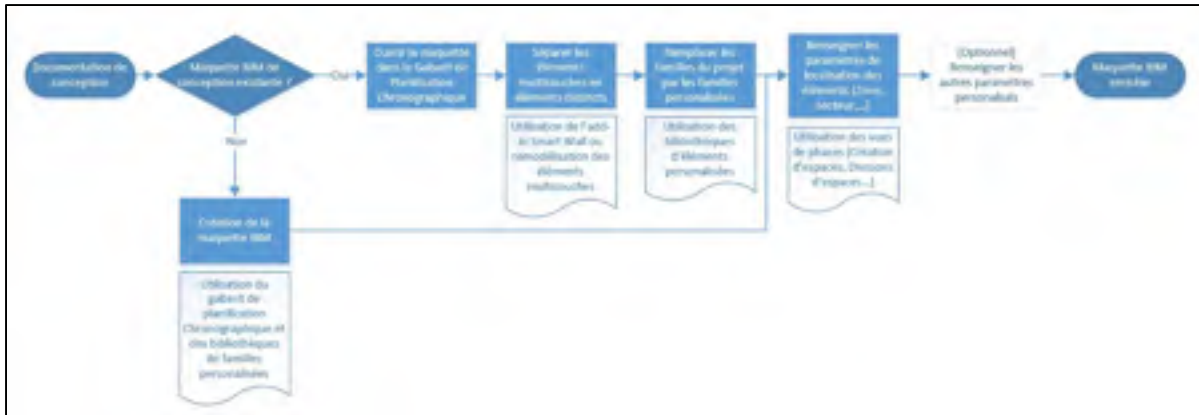 Documentation de
conception
Maquette BIM de
conception existante ?
Oui
Ouvrir la maquette
dans le Gabarit de
Planification
Chronographique
Séparer les
éléments
multicouches en
éléments distincts
Utilisation de l'add-
in Smart Wall ou
remodélisation des
éléments
multicouches
Remplacer les
familles du projet
par les familles
personnalisées
Utilisation des
bibliothèques
d'éléments
personnalisées
Renseigner les
paramètres de
localisation des
éléments (Zone,
Secteur,...)
Utilisation des vues
de phases (Création
d'espaces, Divisions
d'espaces...)
(Optionnel)
Renseigner les
autres paramètres
personnalisés
Maquette BIM
enrichie
Non
Création de la
maquette BIM
Utilisation du
gabarit de
planification
Chronographique et
des bibliothèques
de familles
personnalisées